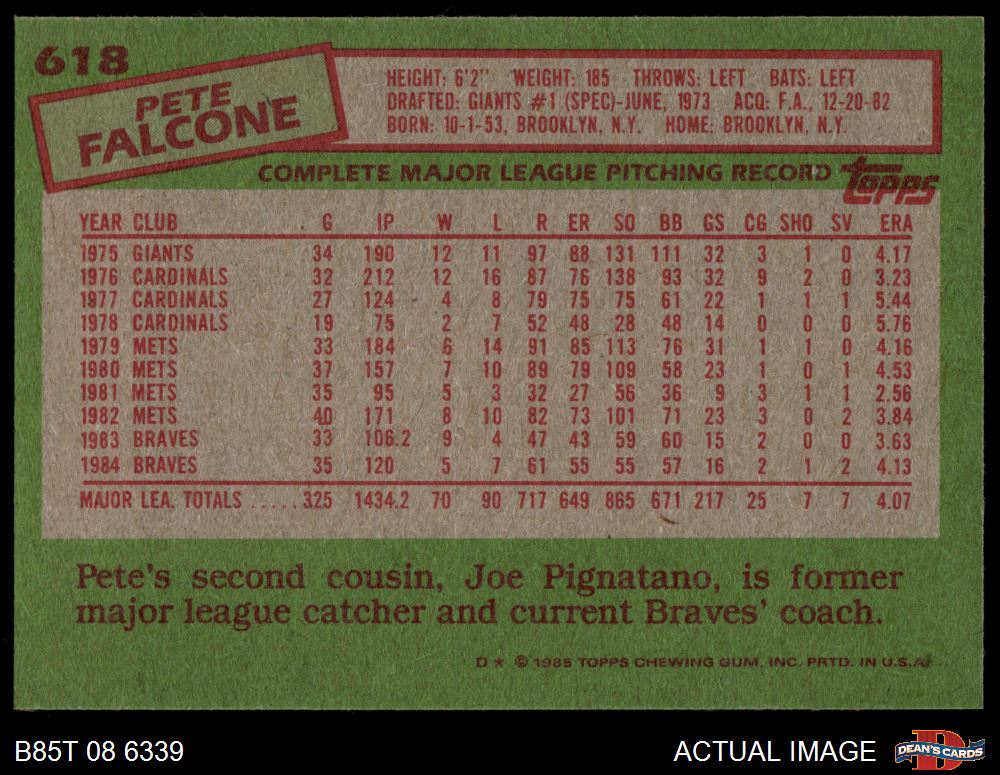 618
PETE
FALCONE
HEIGHT: 6'2" WEIGHT: 185 THROWS: LEFT BATS: LEFT
DRAFTED: GIANTS #1 (SPEC)-JUNE, 1973 ACQ: F.A., 12-20-82
BORN: 10-1-53, BROOKLYN, N.Y. HOME: BROOKLYN, N.Y.
COMPLETE MAJOR LEAGUE PITCHING RECORD topps
YEAR CLUB G IP W L R ER SO BB GS CG SHO SV ERA
1975 GIANTS 34 190 12 11 97 88 131 111 32 3 1 0 4.17
1976 CARDINALS 32 212 12 16 87 76 138 93 32 9 2 0 3.23
1977 CARDINALS 27 124 4 8 79 75 75 61 22 1 1 1 5.44
1978 CARDINALS 19 75 2 7 52 48 28 48 14 0 0 0 5.76
1979 METS 33 184 6 14 91 85 113 76 31 1 1 0 4.16
1980 METS 37 157 7 10 89 79 109 58 23 1 0 1 4.53
1981 METS 35 95 5 3 32 27 56 36 9 3 1 1 2.56
1982 METS 40 171 8 10 82 73 101 71 23 3 0 2 3.84
1983 BRAVES 33 106.2 9 4 47 43 59 60 15 2 0 0 3.63
1984 BRAVES 35 120 5 7 61 55 55 57 16 2 1 2 4.13
MAJOR LEA. TOTALS ..... 325 1434.2 70 90 717 649 865 671 217 25 7 7 4.07
Pete's second cousin, Joe Pignatano, is former
major league catcher and current Braves' coach.
D ★ © 1985 TOPPS CHEWING GUM, INC. PRTD. IN U.S.A.
B85T 08 6339 ACTUAL IMAGE DEAN'S CARDS